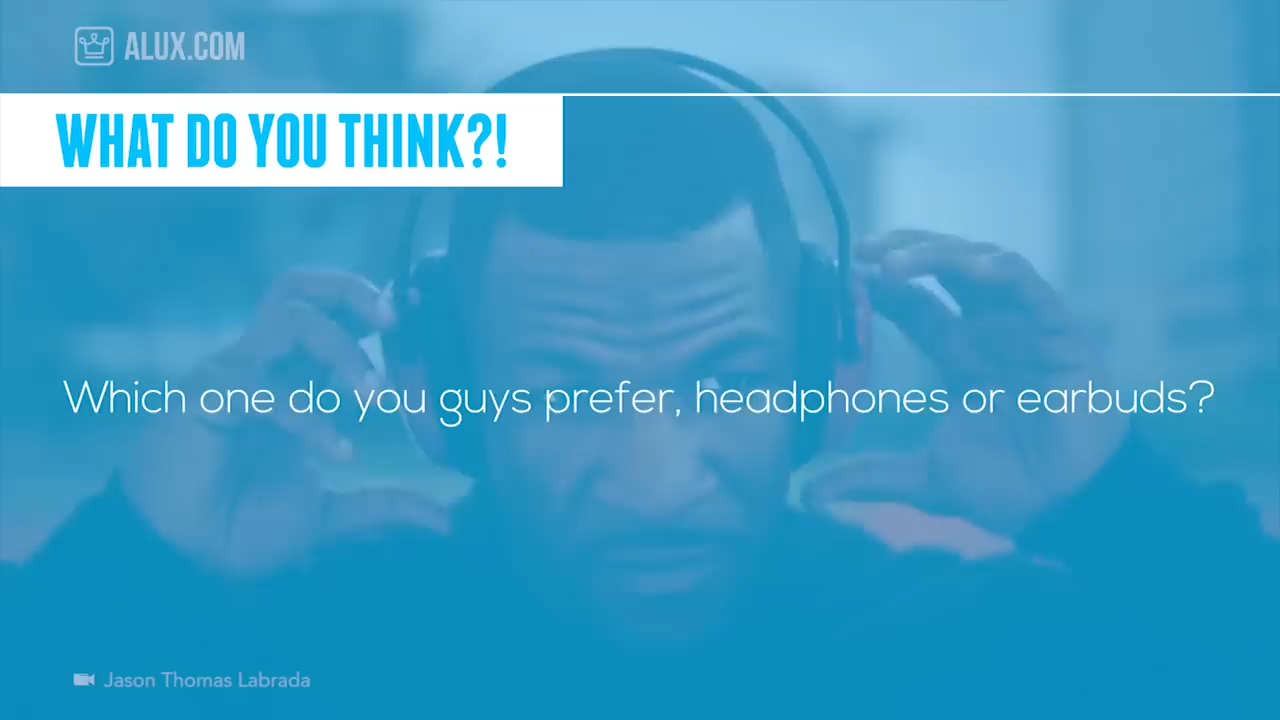 ALUX.COM
WHAT DO YOU THINK?!
Which one do you guys prefer, headphones or earbuds?
Jason Thomas Labrada